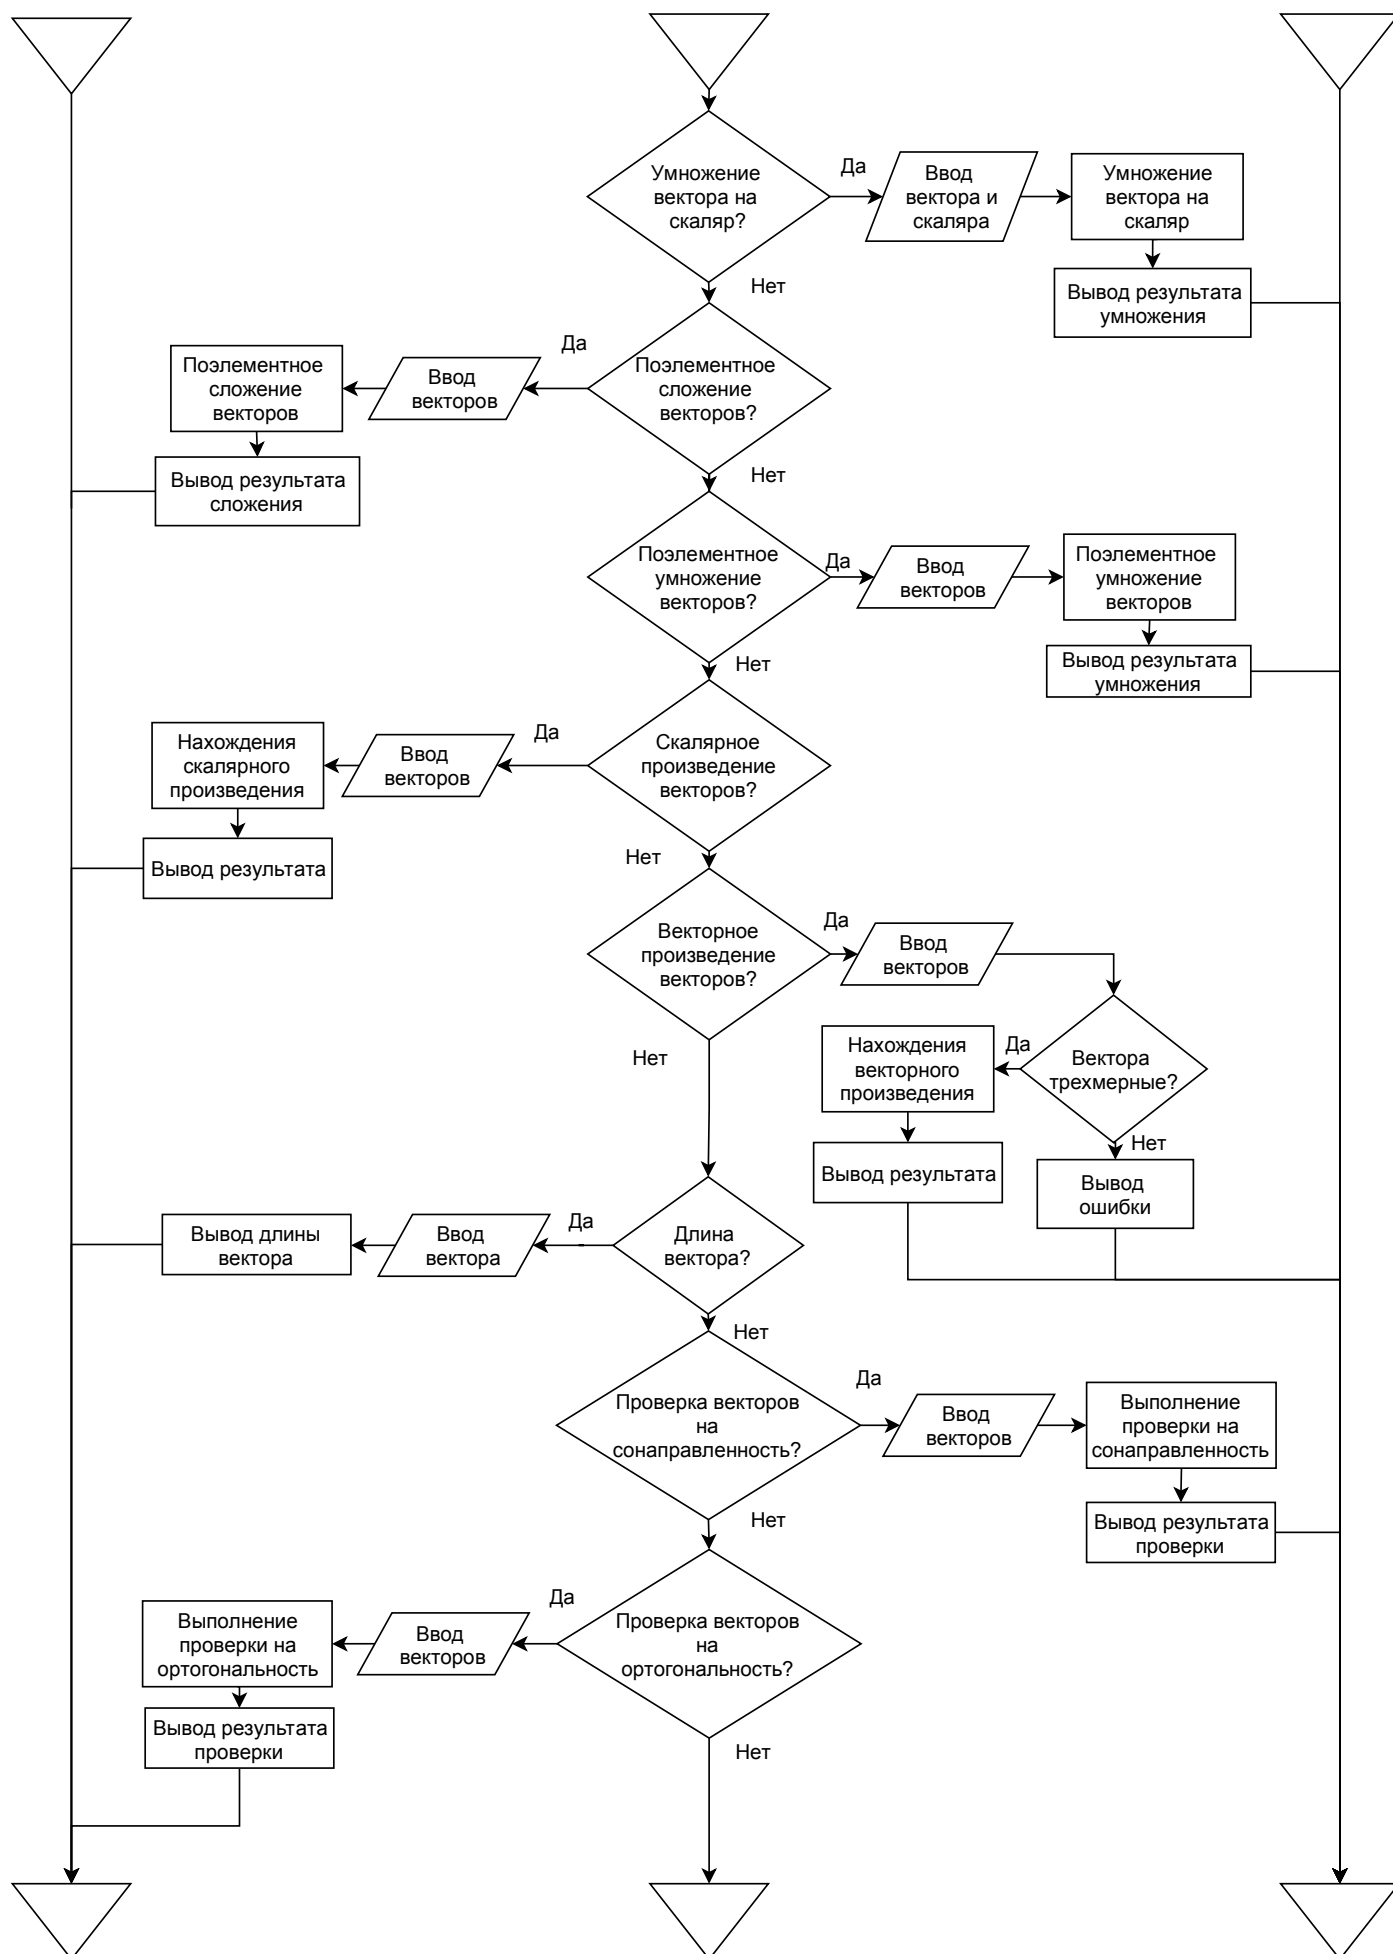 Умножение
вектора на
скаляр?
Да
Ввод
вектора и
скаляра
Умножение
вектора на
скаляр
Вывод результата
умножения
Нет
Поэлементное
сложение
векторов?
Да
Ввод
векторов
Поэлементное
сложение
векторов
Вывод результата
сложения
Нет
Поэлементное
умножение
векторов?
Да
Ввод
векторов
Поэлементное
умножение
векторов
Вывод результата
умножения
Нет
Скалярное
произведение
векторов?
Да
Ввод
векторов
Нахождения
скалярного
произведения
Вывод результата
Нет
Векторное
произведение
векторов?
Да
Ввод
векторов
Вектора
трехмерные?
Да
Нахождения
векторного
произведения
Вывод результата
Нет
Вывод
ошибки
Нет
Длина
вектора?
Да
Ввод
вектора
Вывод длины
вектора
Нет
Проверка векторов
на
сонаправленность?
Да
Ввод
векторов
Выполнение
проверки на
сонаправленность
Вывод результата
проверки
Нет
Проверка векторов
на
ортогональность?
Да
Ввод
векторов
Выполнение
проверки на
ортогональность
Вывод результата
проверки
Нет